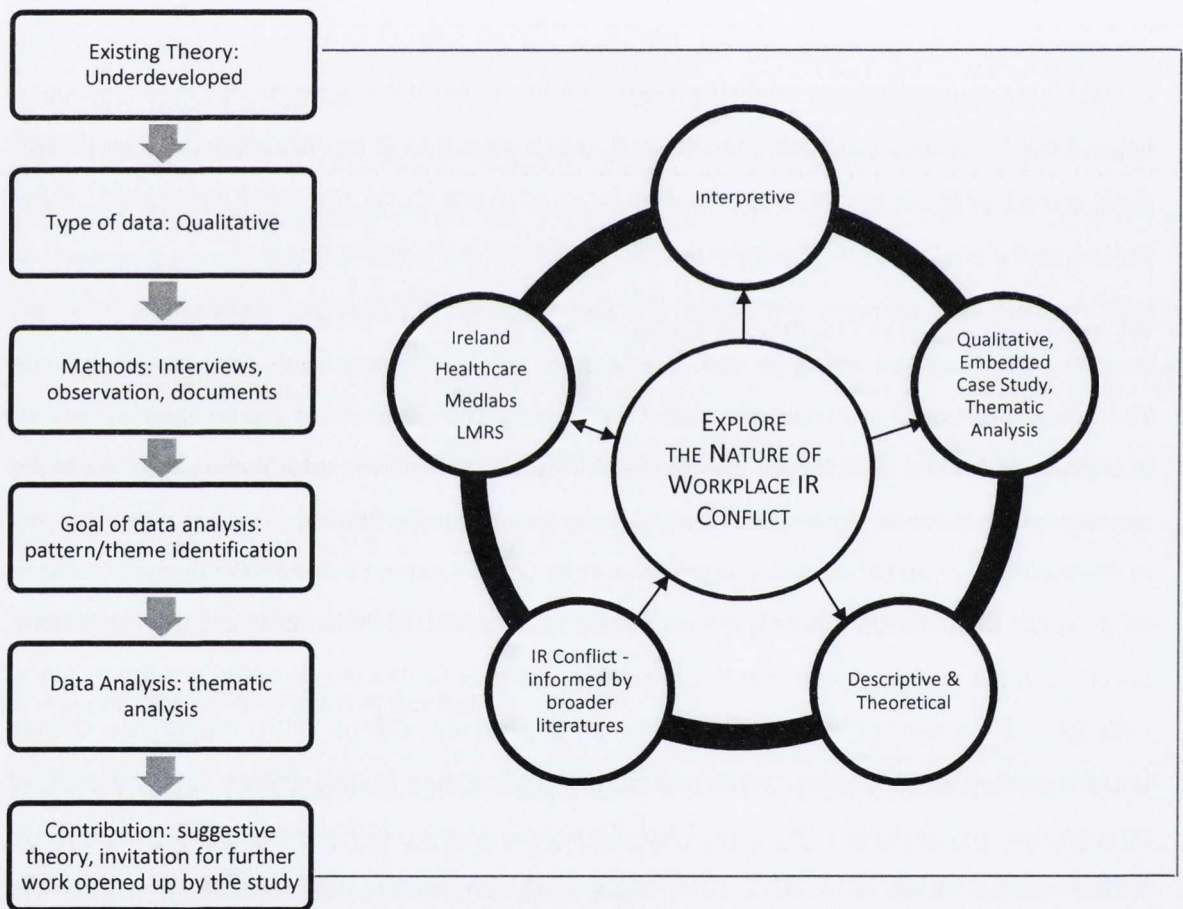 Existing Theory:
Underdeveloped
Type of data: Qualitative
Methods: Interviews,
observation, documents
Goal of data analysis:
pattern/theme identification
Data Analysis: thematic
analysis
Contribution: suggestive
theory, invitation for further
work opened up by the study
Interpretive
Ireland
Healthcare
Medlabs
LMRS
Qualitative,
Embedded
Case Study,
Thematic
Analysis
EXPLORE
THE NATURE OF
WORKPLACE IR
CONFLICT
IR Conflict -
informed by
broader
literatures
Descriptive &
Theoretical